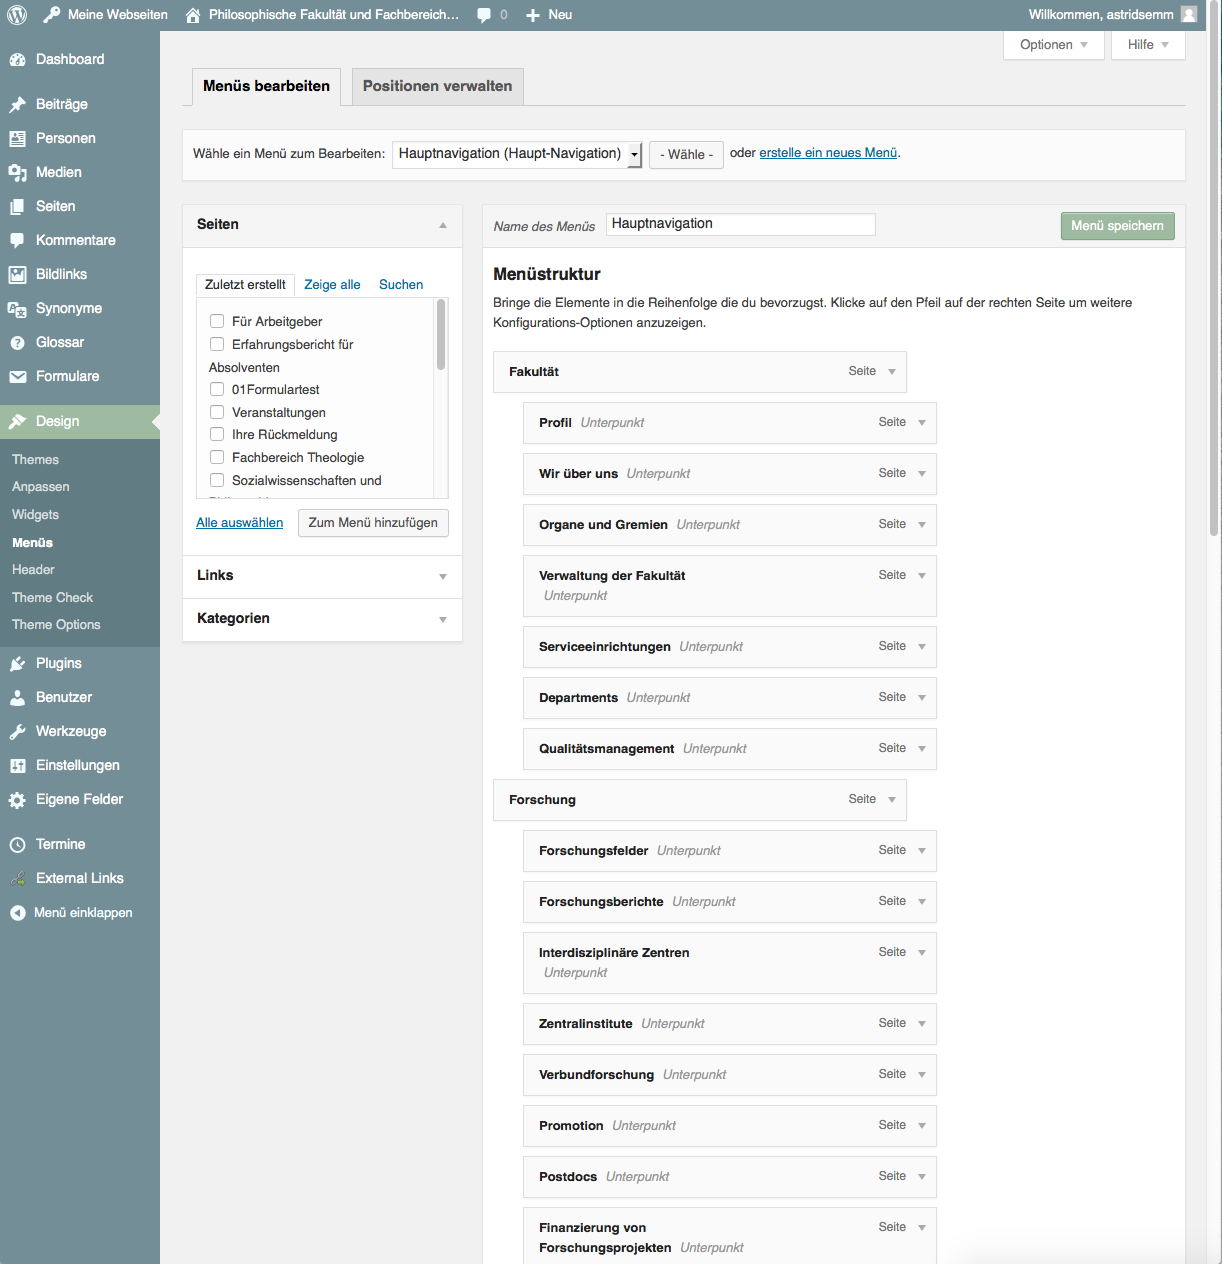 Meine Webseiten Philosophische Fakultät und Fachbereich... 0 Neu Willkommen, astridsemm
Optionen Hilfe
Dashboard
Beiträge
Personen
Medien
Seiten
Kommentare
Bildlinks
Synonyme
Glossar
Formulare
Design
Themes
Anpassen
Widgets
Menüs
Header
Theme Check
Theme Options
Plugins
Benutzer
Werkzeuge
Einstellungen
Eigene Felder
Termine
External Links
Menü einklappen
Menüs bearbeiten Positionen verwalten
Wähle ein Menü zum Bearbeiten: Hauptnavigation (Haupt-Navigation) - Wähle - oder erstelle ein neues Menü.
Seiten
Zuletzt erstellt Zeige alle Suchen
Für Arbeitgeber
Erfahrungsbericht für
Absolventen
01Formulartest
Veranstaltungen
Ihre Rückmeldung
Fachbereich Theologie
Sozialwissenschaften und
Alle auswählen Zum Menü hinzufügen
Links
Kategorien
Name des Menüs Hauptnavigation Menü speichern
Menüstruktur
Bringe die Elemente in die Reihenfolge die du bevorzugst. Klicke auf den Pfeil auf der rechten Seite um weitere
Konfigurations-Optionen anzuzeigen.
Fakultät Seite
Profil Unterpunkt Seite
Wir über uns Unterpunkt Seite
Organe und Gremien Unterpunkt Seite
Verwaltung der Fakultät Seite
Unterpunkt
Serviceeinrichtungen Unterpunkt Seite
Departments Unterpunkt Seite
Qualitätsmanagement Unterpunkt Seite
Forschung Seite
Forschungsfelder Unterpunkt Seite
Forschungsberichte Unterpunkt Seite
Interdisziplinäre Zentren Seite
Unterpunkt
Zentralinstitute Unterpunkt Seite
Verbundforschung Unterpunkt Seite
Promotion Unterpunkt Seite
Postdocs Unterpunkt Seite
Finanzierung von Seite
Forschungsprojekten Unterpunkt